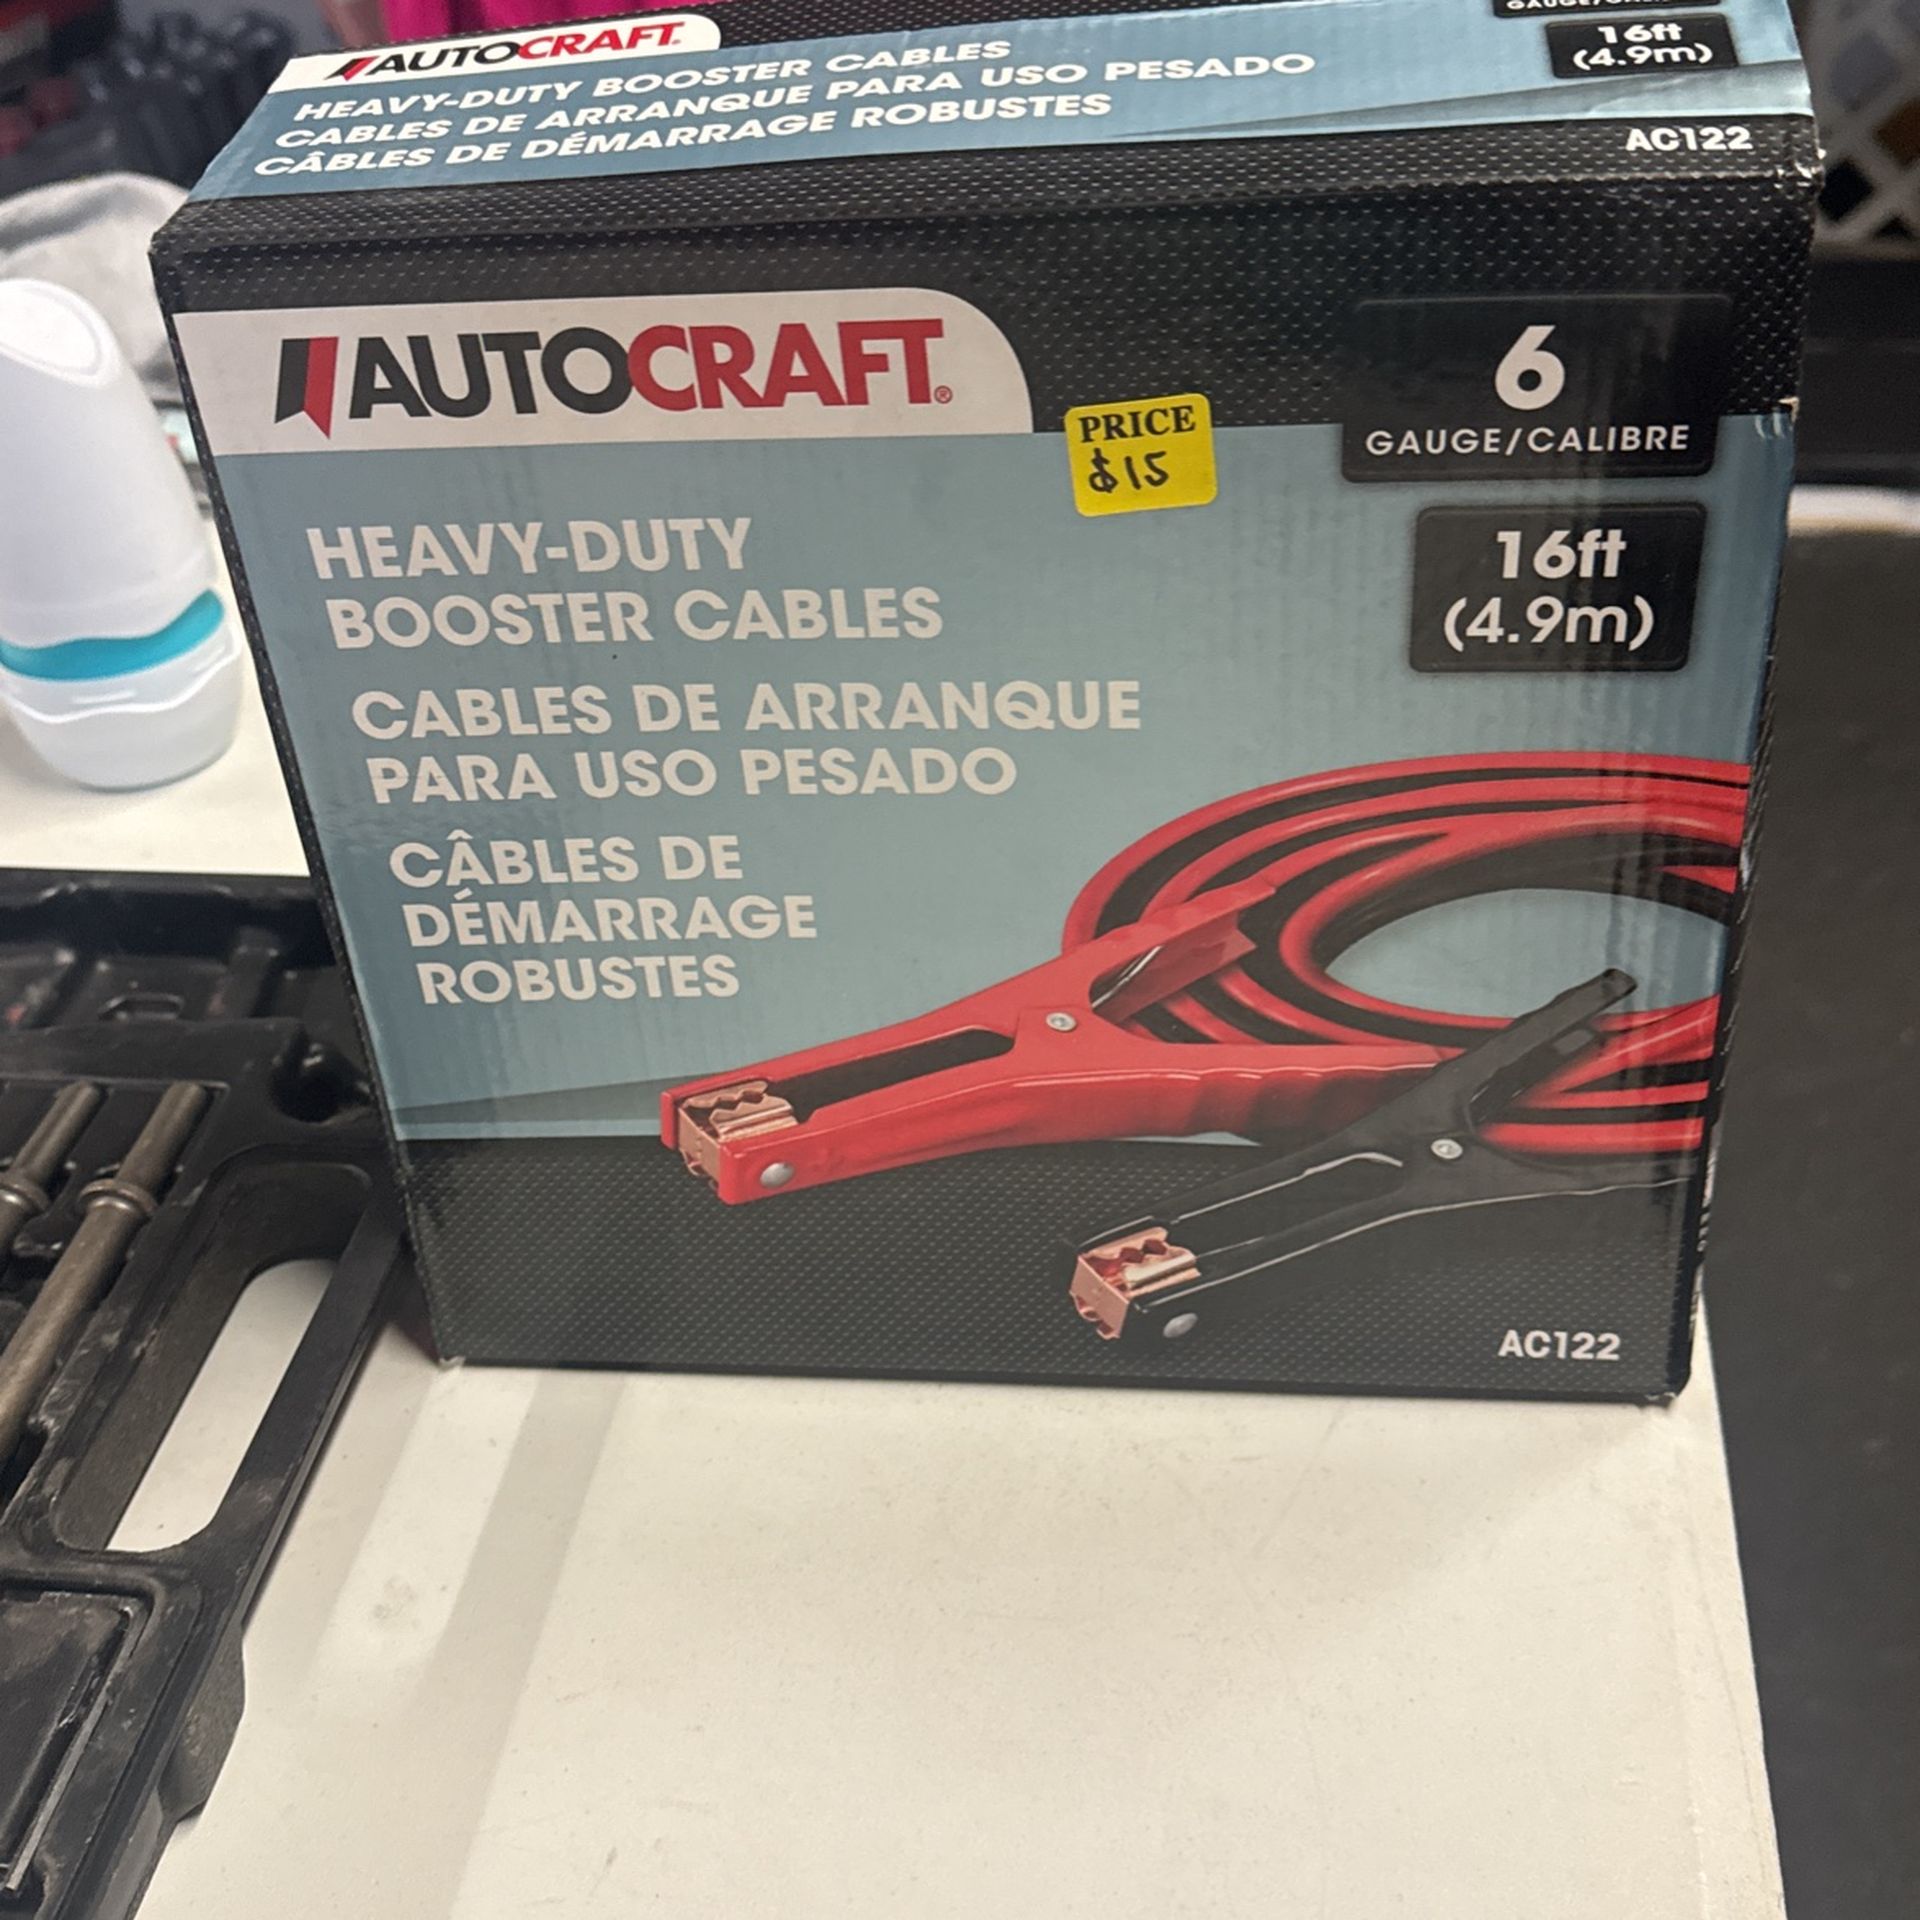 AUTOCRAFT.
HEAVY-DUTY BOOSTER CABLES
CABLES DE ARRANQUE PARA USO PESADO
CÂBLES DE DÉMARRAGE ROBUSTES
16ft
(4.9m)
AC122
AUTOCRAFT®
6
GAUGE/CALIBRE
PRICE
$15
16ft
(4.9m)
HEAVY-DUTY
BOOSTER CABLES
CABLES DE ARRANQUE
PARA USO PESADO
CÂBLES DE
DÉMARRAGE
ROBUSTES
AC122